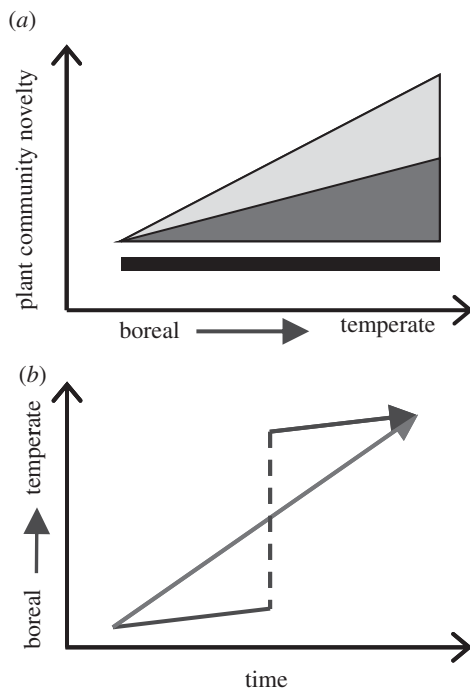 (a)
plant community novelty
boreal
temperate
(b)
boreal
temperate
time